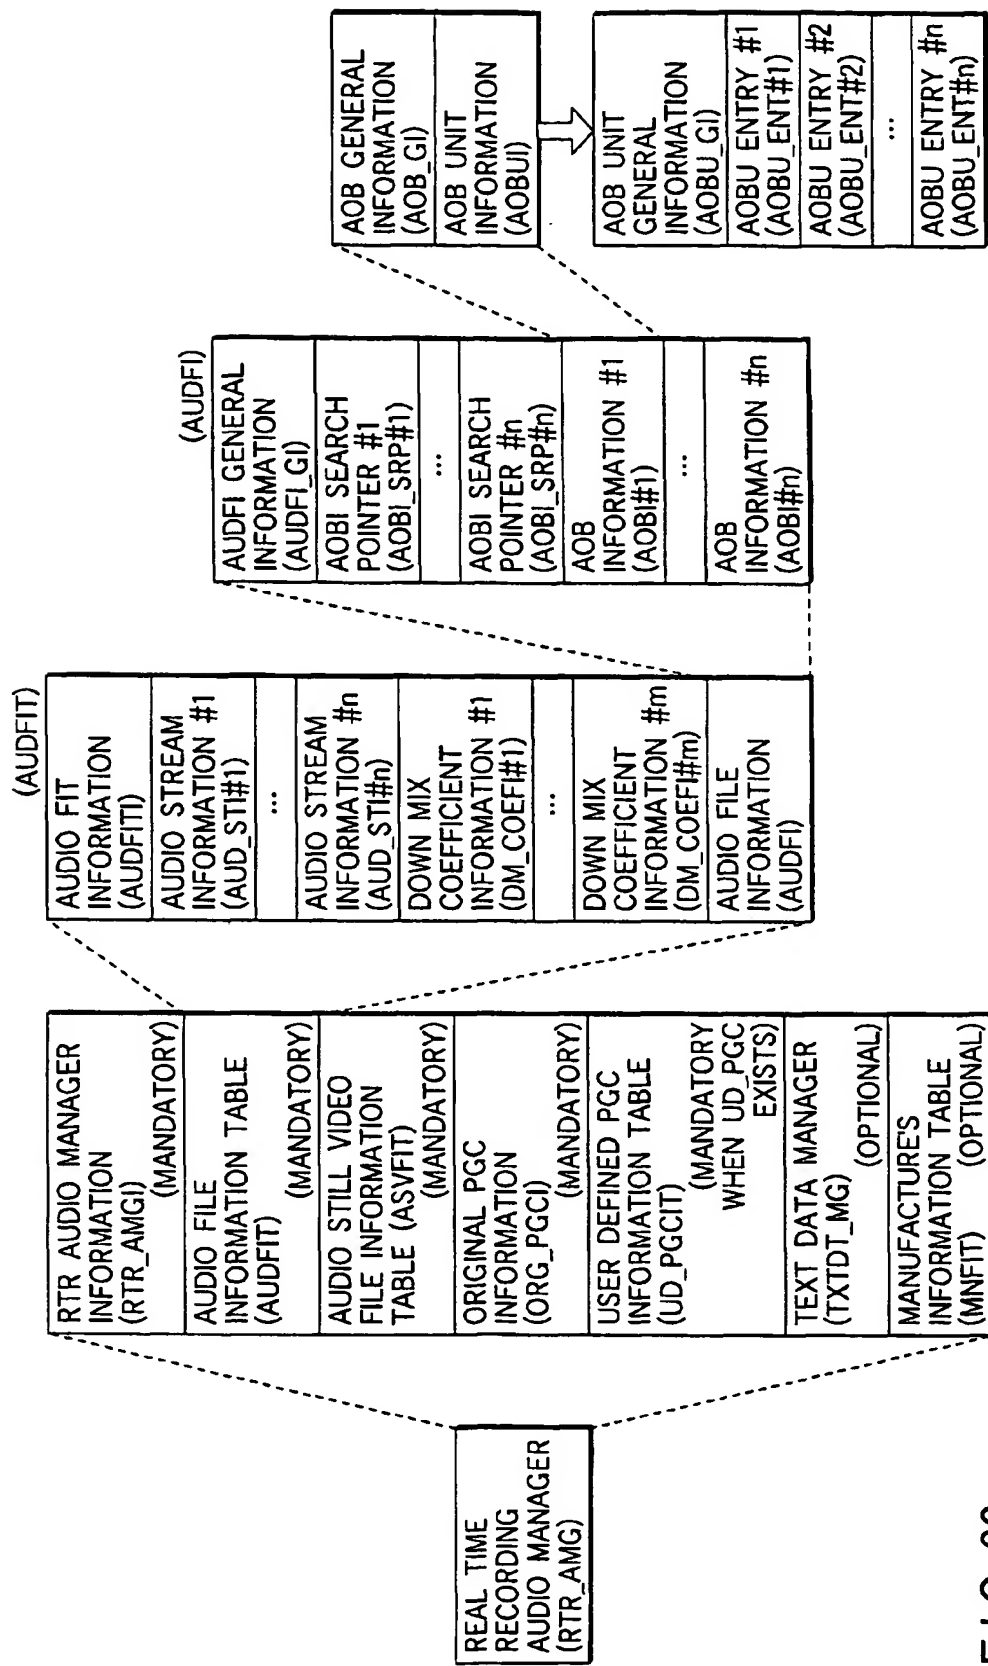 REAL TIME
RECORDING
AUDIO MANAGER
(RTR_AMG)
RTR AUDIO MANAGER
INFORMATION
(RTR_AMGI)
(MANDATORY)
AUDIO FILE
INFORMATION TABLE
(AUDFIT)
(MANDATORY)
AUDIO STILL VIDEO
FILE INFORMATION
TABLE (ASVFIT)
(MANDATORY)
ORIGINAL PGC
INFORMATION
(ORG_PGCI)
(MANDATORY)
USER DEFINED PGC
INFORMATION TABLE
(UD_PGCIT)
(MANDATORY
WHEN UD_PGC
EXISTS)
TEXT DATA MANAGER
(TXTDT_MG)
(OPTIONAL)
MANUFACTURE'S
INFORMATION TABLE
(MNFIT) (OPTIONAL)
(AUDFIT)
AUDIO FIT
INFORMATION
(AUDFITI)
AUDIO STREAM
INFORMATION #1
(AUD_STI#1)
...
AUDIO STREAM
INFORMATION #n
(AUD_STI#n)
DOWN MIX
COEFFICIENT
INFORMATION #1
(DM_COEFI#1)
...
DOWN MIX
COEFFICIENT
INFORMATION #m
(DM_COEFI#m)
AUDIO FILE
INFORMATION
(AUDFI)
(AUDFI)
AUDFI GENERAL
INFORMATION
(AUDFI_GI)
AOBI SEARCH
POINTER #1
(AOBI_SRP#1)
...
AOBI SEARCH
POINTER #n
(AOBI_SRP#n)
AOB
INFORMATION #1
(AOBI#1)
...
AOB
INFORMATION #n
(AOBI#n)
AOB GENERAL
INFORMATION
(AOB_GI)
AOB UNIT
INFORMATION
(AOBUI)
AOB UNIT
GENERAL
INFORMATION
(AOBU_GI)
AOBU ENTRY #1
(AOBU_ENT#1)
AOBU ENTRY #2
(AOBU_ENT#2)
...
AOBU ENTRY #n
(AOBU_ENT#n)